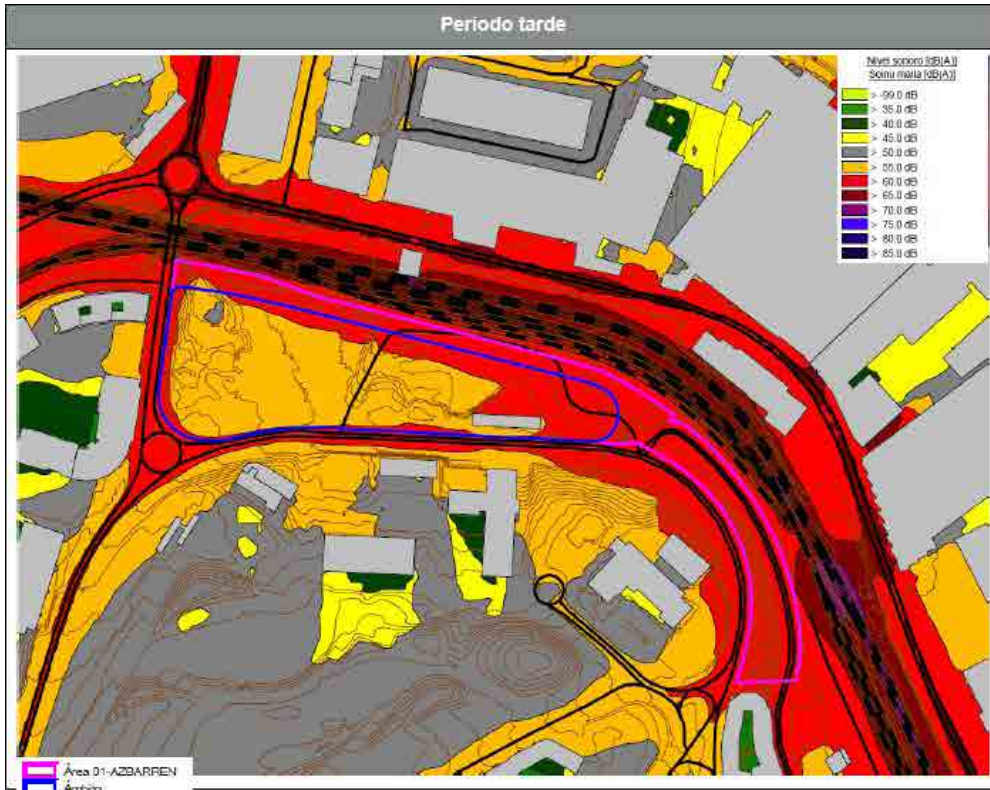 Periodo tarde
Nivel sonoro [dB(A)]
Soinu maila [dB(A)]
> -99.0 dB
> 35.0 dB
> 40.0 dB
> 45.0 dB
> 50.0 dB
> 55.0 dB
> 60.0 dB
> 65.0 dB
> 70.0 dB
> 75.0 dB
> 80.0 dB
> 85.0 dB
Área 01-AZBARREN
Ámbito